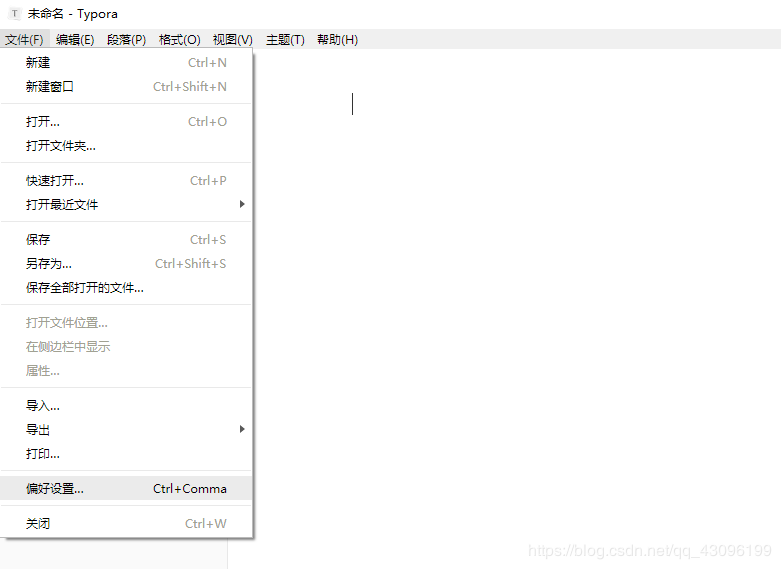 T 未命名 - Typora
文件(F) 编辑(E) 段落(P) 格式(O) 视图(V) 主题(T) 帮助(H)
新建 Ctrl+N
新建窗口 Ctrl+Shift+N
打开... Ctrl+O
打开文件夹...
快速打开... Ctrl+P
打开最近文件
保存 Ctrl+S
另存为... Ctrl+Shift+S
保存全部打开的文件...
打开文件位置...
在侧边栏中显示
属性...
导入...
导出
打印...
偏好设置... Ctrl+Comma
关闭 Ctrl+W
https://blog.csdn.net/qq_43096199